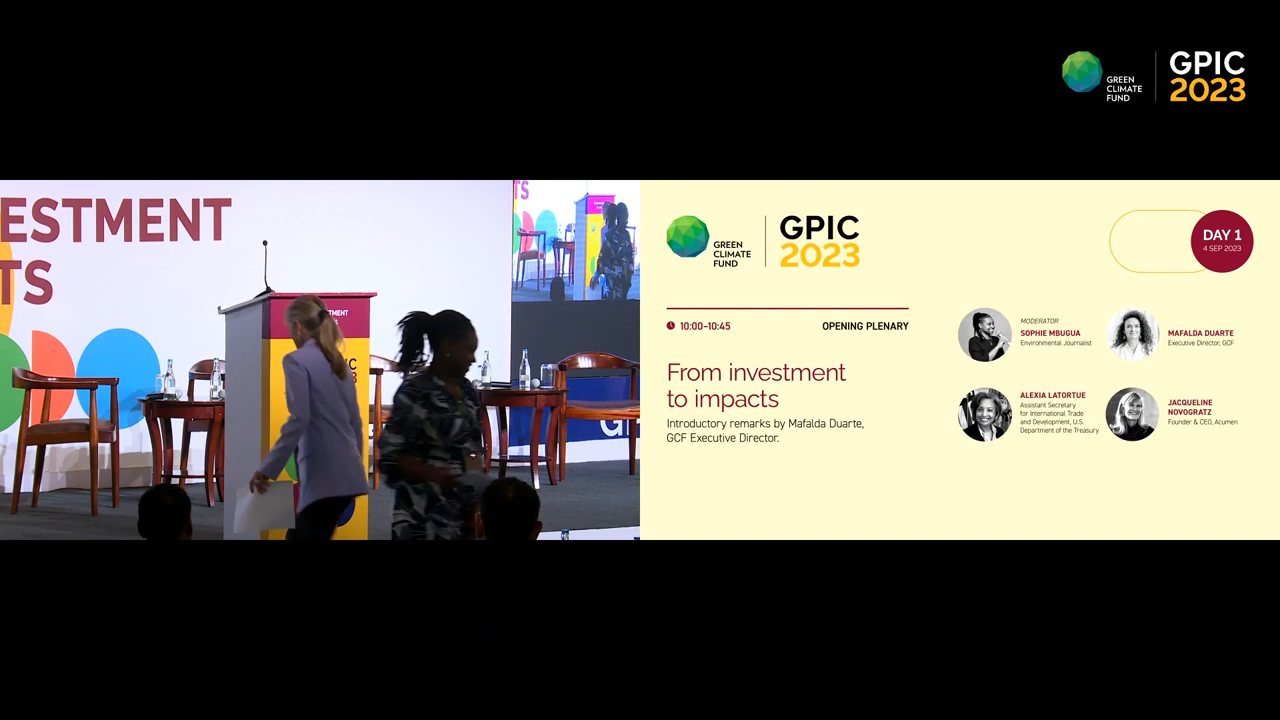 GREEN
CLIMATE
FUND
GPIC
2023
ESTMENT
TS
TS
GREEN
CLIMATE
FUND
GPIC
2023
DAY 1
4 SEP 2023
10:00–10:45
OPENING PLENARY
From investment
to impacts
Introductory remarks by Mafalda Duarte,
GCF Executive Director.
MODERATOR
SOPHIE MBUGUA
Environmental Journalist
MAFALDA DUARTE
Executive Director, GCF
ALEXIA LATORTUE
Assistant Secretary
for International Trade
and Development, U.S.
Department of the Treasury
JACQUELINE
NOVOGRATZ
Founder & CEO, Acumen